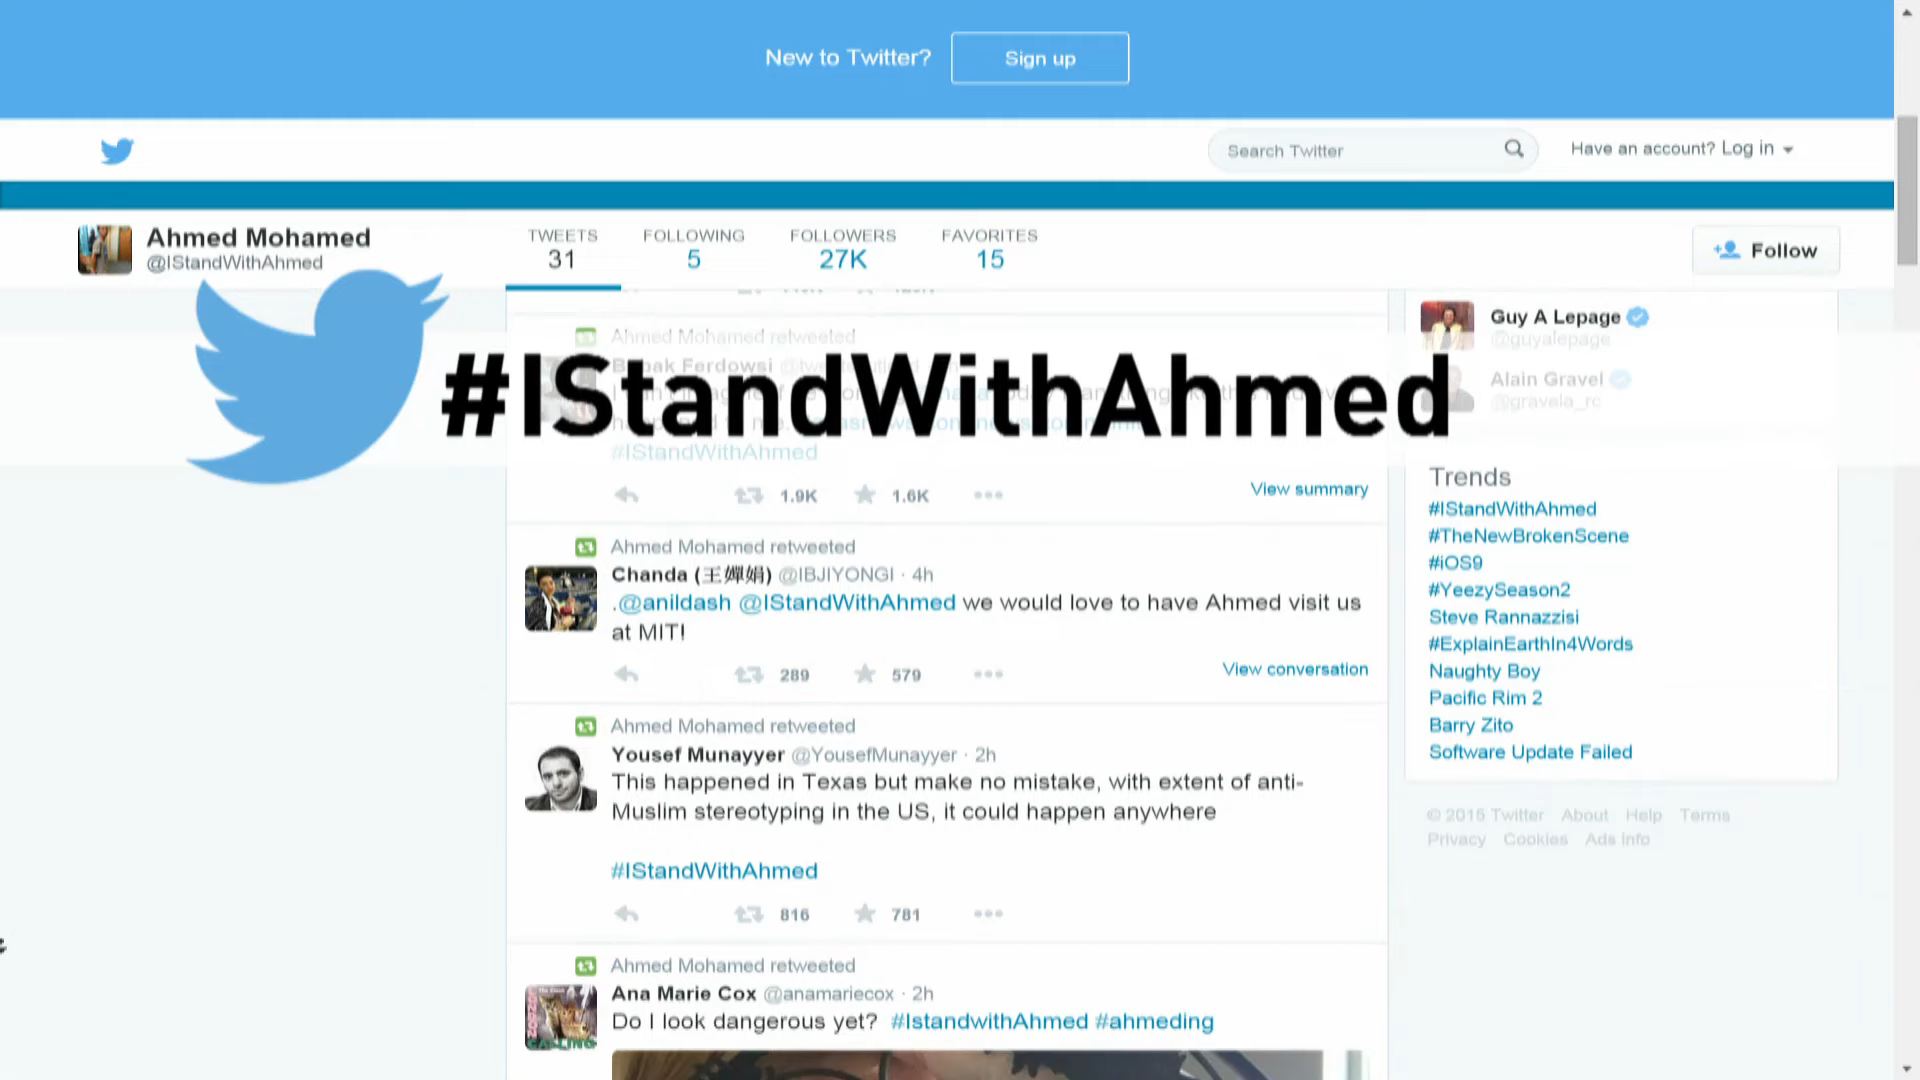 New to Twitter? Sign up
Search Twitter
Have an account? Log in
Ahmed Mohamed
@IStandWithAhmed
TWEETS
31
FOLLOWING
5
FOLLOWERS
27K
FAVORITES
15
Follow
#IStandWithAhmed
Ahmed Mohamed retweeted
Ferdowsi
#IStandWithAhmed
1.9K 1.6K
View summary
Ahmed Mohamed retweeted
Chanda (王嬋娟) @IBJIYONGI · 4h
.@anildash @IStandWithAhmed we would love to have Ahmed visit us
at MIT!
289 579
View conversation
Ahmed Mohamed retweeted
Yousef Munayyer @YousefMunayyer · 2h
This happened in Texas but make no mistake, with extent of anti-
Muslim stereotyping in the US, it could happen anywhere
#IStandWithAhmed
816 781
Ahmed Mohamed retweeted
Ana Marie Cox @anamariecox · 2h
Do I look dangerous yet? #IstandwithAhmed #ahmeding
CALLING
Guy A Lepage
@guyalepage
Alain Gravel
@gravela_rc
Trends
#IStandWithAhmed
#TheNewBrokenScene
#iOS9
#YeezySeason2
Steve Rannazzisi
#ExplainEarthIn4Words
Naughty Boy
Pacific Rim 2
Barry Zito
Software Update Failed
© 2015 Twitter About Help Terms
Privacy Cookies Ads info